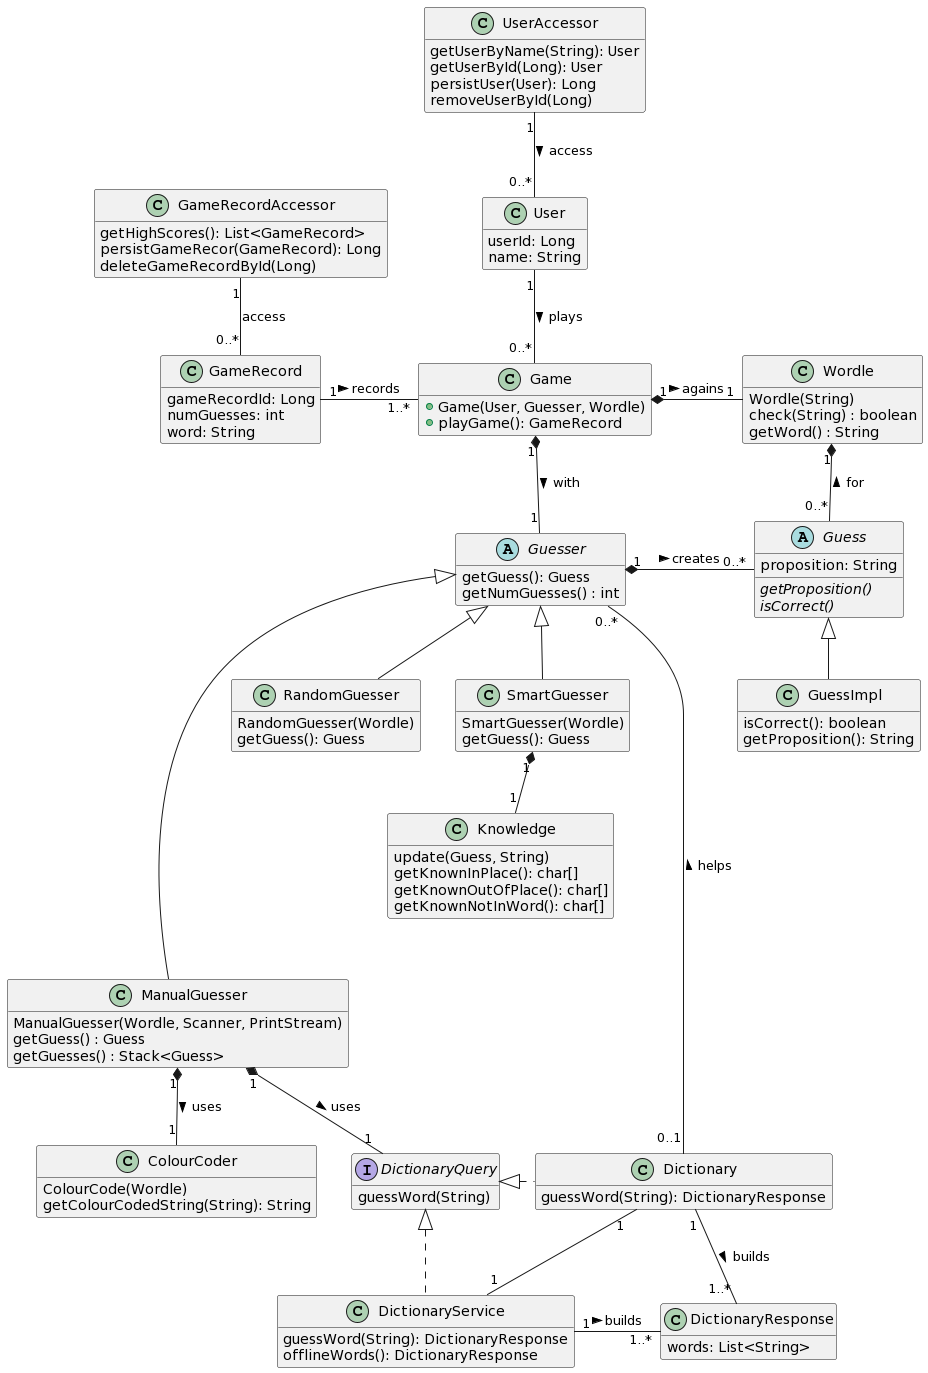 C UserAccessor
getUserByName(String): User
getUserById(Long): User
persistUser(User): Long
removeUserById(Long)
1
access
0..*
C GameRecordAccessor
getHighScores(): List<GameRecord>
persistGameRecor(GameRecord): Long
deleteGameRecordById(Long)
C User
userId: Long
name: String
1
access
0..*
1
plays
0..*
C GameRecord
gameRecordId: Long
numGuesses: int
word: String
1 records
1..*
C Game
Game(User, Guesser, Wordle)
playGame(): GameRecord
1 agains 1
C Wordle
Wordle(String)
check(String) : boolean
getWord() : String
1
with
1
1
for
0..*
A Guesser
getGuess(): Guess
getNumGuesses() : int
1 creates 0..*
A Guess
proposition: String
getProposition()
isCorrect()
0..*
C RandomGuesser
RandomGuesser(Wordle)
getGuess(): Guess
C SmartGuesser
SmartGuesser(Wordle)
getGuess(): Guess
C GuessImpl
isCorrect(): boolean
getProposition(): String
1
1
C Knowledge
update(Guess, String)
getKnownInPlace(): char[]
getKnownOutOfPlace(): char[]
getKnownNotInWord(): char[]
helps
C ManualGuesser
ManualGuesser(Wordle, Scanner, PrintStream)
getGuess() : Guess
getGuesses() : Stack<Guess>
1
uses
1
1
uses
1
0..1
C ColourCoder
ColourCode(Wordle)
getColourCodedString(String): String
I DictionaryQuery
guessWord(String)
C Dictionary
guessWord(String): DictionaryResponse
1
1
1
builds
1..*
C DictionaryService
guessWord(String): DictionaryResponse
offlineWords(): DictionaryResponse
1 builds
1..*
C DictionaryResponse
words: List<String>